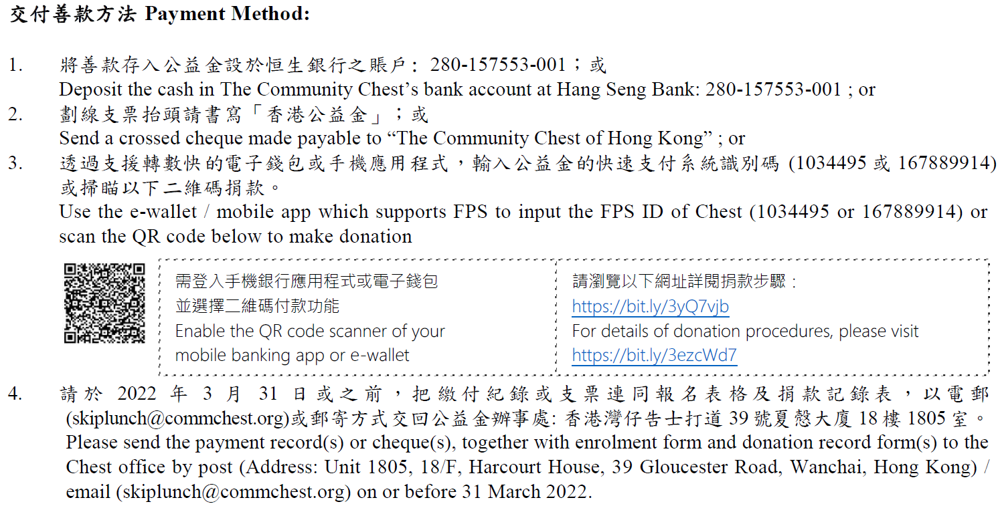 交付善款方法 Payment Method:
1. 將善款存入公益金設於恒生銀行之賬戶: 280-157553-001；或
Deposit the cash in The Community Chest’s bank account at Hang Seng Bank: 280-157553-001 ; or
2. 劃線支票抬頭請書寫「香港公益金」；或
Send a crossed cheque made payable to “The Community Chest of Hong Kong” ; or
3. 透過支援轉數快的電子錢包或手機應用程式，輸入公益金的快速支付系統識別碼 (1034495 或 167889914)
或掃瞄以下二維碼捐款。
Use the e-wallet / mobile app which supports FPS to input the FPS ID of Chest (1034495 or 167889914) or
scan the QR code below to make donation
需登入手機銀行應用程式或電子錢包
並選擇二維碼付款功能
Enable the QR code scanner of your
mobile banking app or e-wallet
請瀏覽以下網址詳閱捐款步驟：
https://bit.ly/3yQ7vjb
For details of donation procedures, please visit
https://bit.ly/3ezcWd7
4. 請於 2022 年 3 月 31 日或之前，把繳付紀錄或支票連同報名表格及捐款記錄表，以電郵
(skiplunch@commchest.org)或郵寄方式交回公益金辦事處: 香港灣仔告士打道 39 號夏慤大廈 18 樓 1805 室。
Please send the payment record(s) or cheque(s), together with enrolment form and donation record form(s) to the
Chest office by post (Address: Unit 1805, 18/F, Harcourt House, 39 Gloucester Road, Wanchai, Hong Kong) /
email (skiplunch@commchest.org) on or before 31 March 2022.